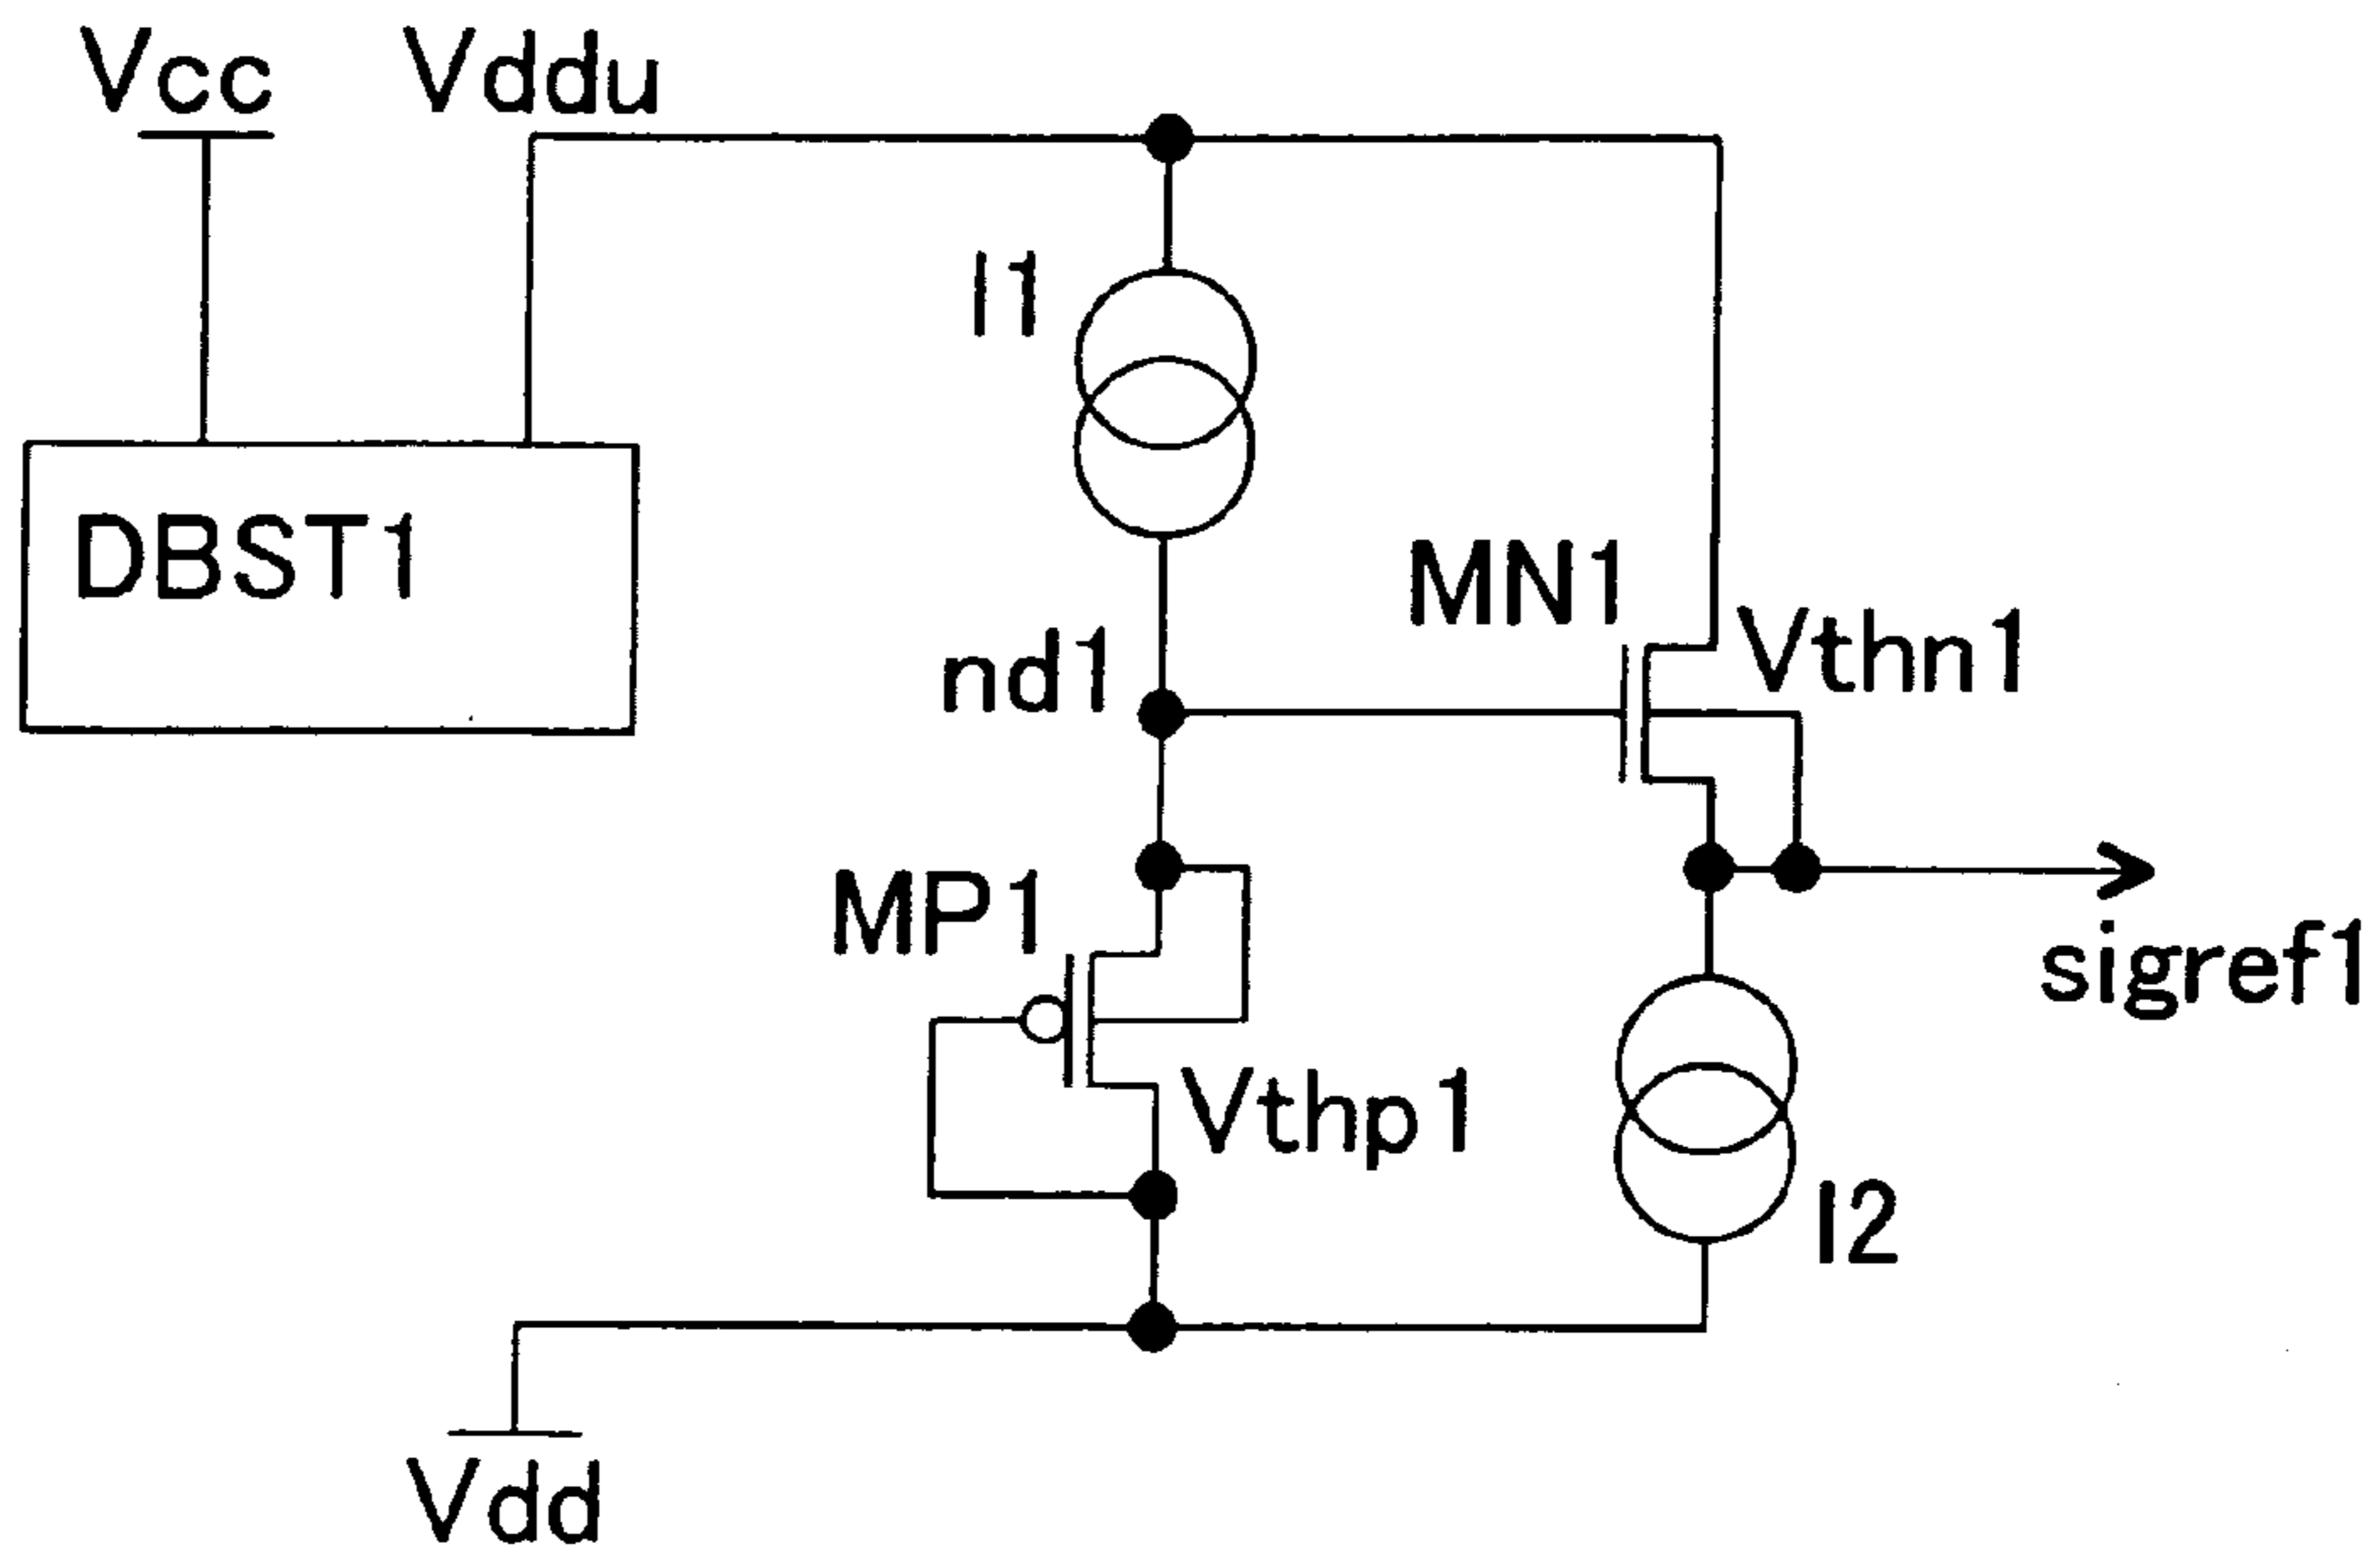 Vcc
Vddu
I1
DBST1
MN1
Vthn1
nd1
MP1
sigref1
Vthp1
I2
Vdd